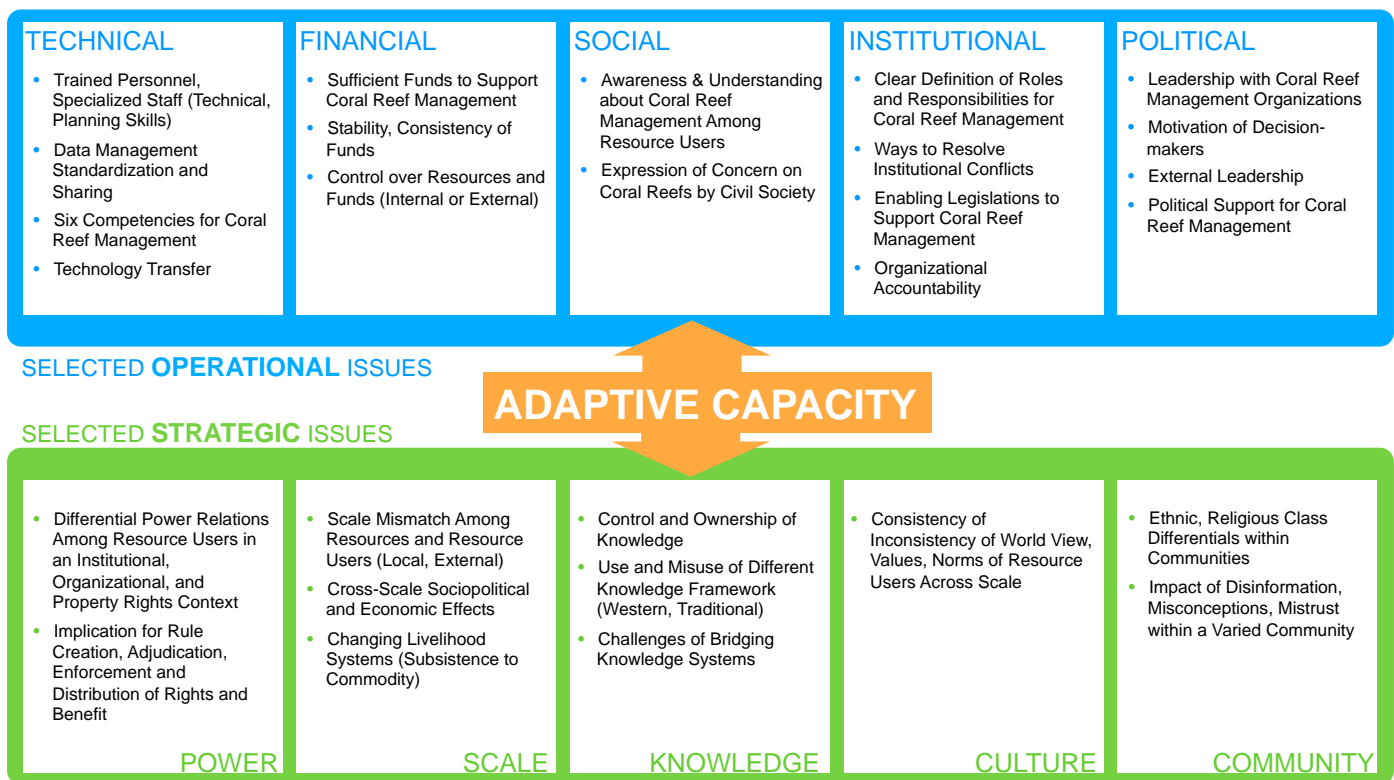 TECHNICAL
• Trained Personnel,
Specialized Staff (Technical,
Planning Skills)
• Data Management
Standardization and
Sharing
• Six Competencies for Coral
Reef Management
• Technology Transfer
FINANCIAL
• Sufficient Funds to Support
Coral Reef Management
• Stability, Consistency of
Funds
• Control over Resources and
Funds (Internal or External)
SOCIAL
• Awareness & Understanding
about Coral Reef
Management Among
Resource Users
• Expression of Concern on
Coral Reefs by Civil Society
INSTITUTIONAL
• Clear Definition of Roles
and Responsibilities for
Coral Reef Management
• Ways to Resolve
Institutional Conflicts
• Enabling Legislations to
Support Coral Reef
Management
• Organizational
Accountability
POLITICAL
• Leadership with Coral Reef
Management Organizations
• Motivation of Decision-
makers
• External Leadership
• Political Support for Coral
Reef Management
SELECTED OPERATIONAL ISSUES
ADAPTIVE CAPACITY
SELECTED STRATEGIC ISSUES
• Differential Power Relations
Among Resource Users in
an Institutional,
Organizational, and
Property Rights Context
• Implication for Rule
Creation, Adjudication,
Enforcement and
Distribution of Rights and
Benefit
POWER
• Scale Mismatch Among
Resources and Resource
Users (Local, External)
• Cross-Scale Sociopolitical
and Economic Effects
• Changing Livelihood
Systems (Subsistence to
Commodity)
SCALE
• Control and Ownership of
Knowledge
• Use and Misuse of Different
Knowledge Framework
(Western, Traditional)
• Challenges of Bridging
Knowledge Systems
KNOWLEDGE
• Consistency of
Inconsistency of World View,
Values, Norms of Resource
Users Across Scale
CULTURE
• Ethnic, Religious Class
Differentials within
Communities
• Impact of Disinformation,
Misconceptions, Mistrust
within a Varied Community
COMMUNITY